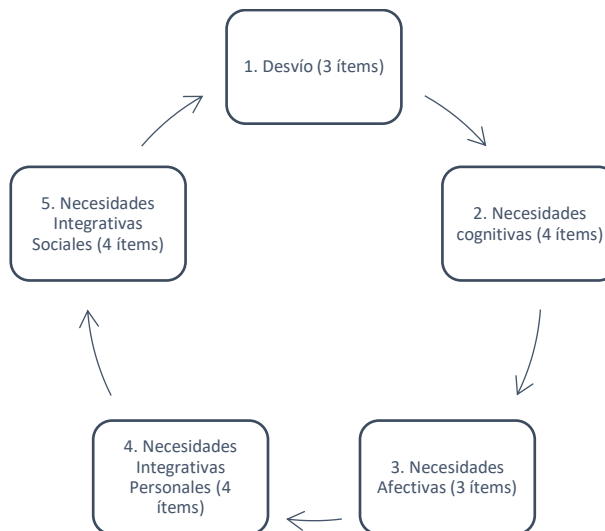 1. Desvío (3 ítems)
2. Necesidades
cognitivas (4 ítems)
3. Necesidades
Afectivas (3 ítems)
4. Necesidades
Integrativas
Personales (4
ítems)
5. Necesidades
Integrativas
Sociales (4 ítems)